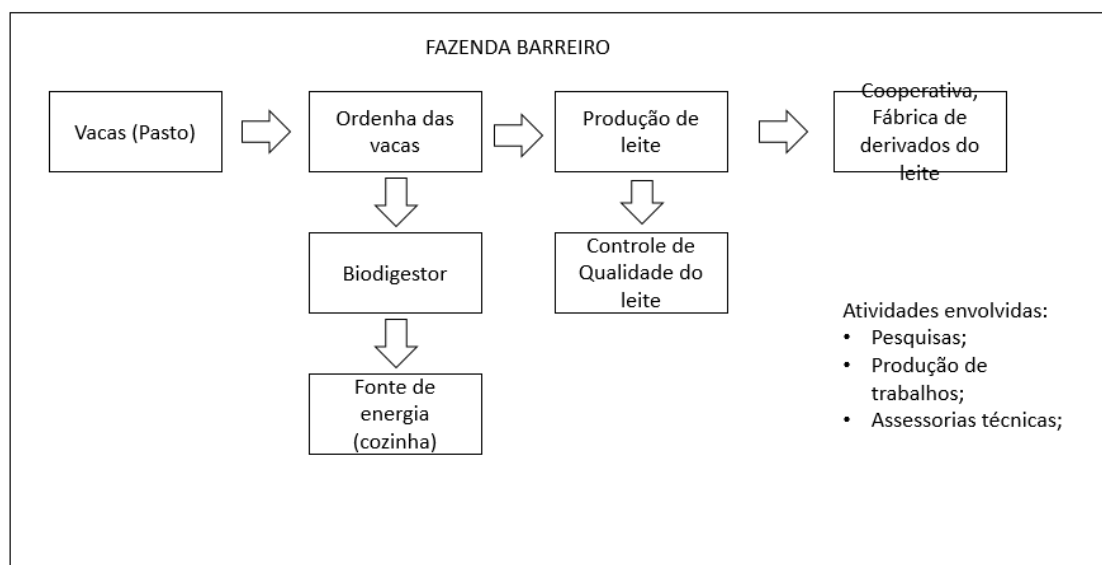 FAZENDA BARREIRO
Vacas (Pasto)
Ordenha das
vacas
Produção de
leite
Cooperativa,
Fábrica de
derivados do
leite
Biodigestor
Controle de
Qualidade do
leite
Fonte de
energia
(cozinha)
Atividades envolvidas:
• Pesquisas;
• Produção de
trabalhos;
• Assessorias técnicas;